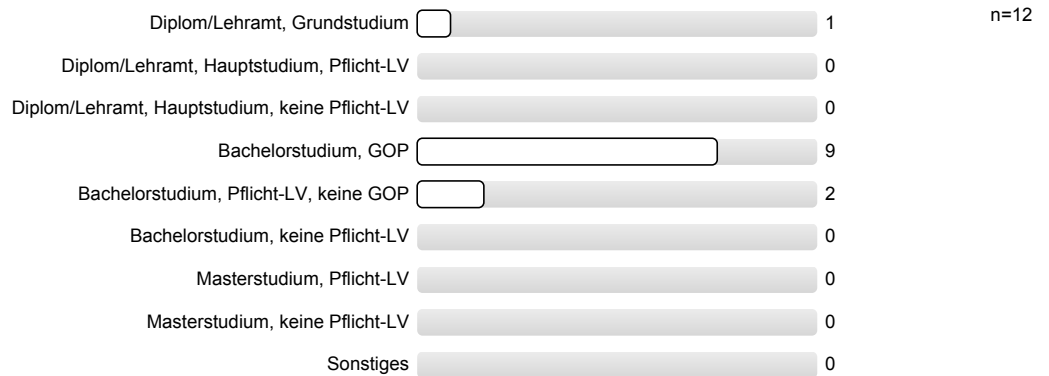 Diplom/Lehramt, Grundstudium 1 n=12
Diplom/Lehramt, Hauptstudium, Pflicht-LV 0
Diplom/Lehramt, Hauptstudium, keine Pflicht-LV 0
Bachelorstudium, GOP 9
Bachelorstudium, Pflicht-LV, keine GOP 2
Bachelorstudium, keine Pflicht-LV 0
Masterstudium, Pflicht-LV 0
Masterstudium, keine Pflicht-LV 0
Sonstiges 0